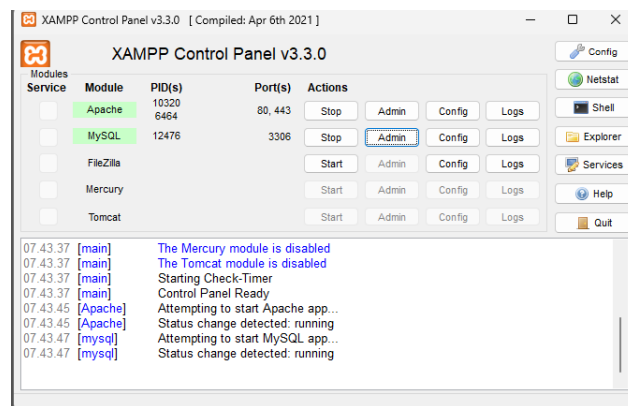 XAMPP Control Panel v3.3.0 [ Compiled: Apr 6th 2021 ]
XAMPP Control Panel v3.3.0
Config
Modules
Service Module PID(s) Port(s) Actions
Netstat
Apache 10320 6464 80, 443 Stop Admin Config Logs
Shell
MySQL 12476 3306 Stop Admin Config Logs
Explorer
FileZilla Start Admin Config Logs
Services
Mercury Start Admin Config Logs
Help
Tomcat Start Admin Config Logs
Quit
07.43.37 [main] The Mercury module is disabled
07.43.37 [main] The Tomcat module is disabled
07.43.37 [main] Starting Check-Timer
07.43.37 [main] Control Panel Ready
07.43.45 [Apache] Attempting to start Apache app...
07.43.45 [Apache] Status change detected: running
07.43.47 [mysql] Attempting to start MySQL app...
07.43.47 [mysql] Status change detected: running